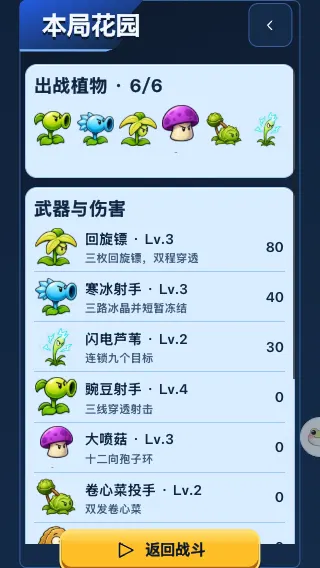 本局花园
出战植物 · 6/6
武器与伤害
回旋镖 · Lv.3
三枚回旋镖，双程穿透
80
寒冰射手 · Lv.3
三路冰晶并短暂冻结
40
闪电芦苇 · Lv.2
连锁九个目标
30
豌豆射手 · Lv.4
三线穿透射击
0
大喷菇 · Lv.3
十二向孢子环
0
卷心菜投手 · Lv.2
双发卷心菜
0
返回战斗